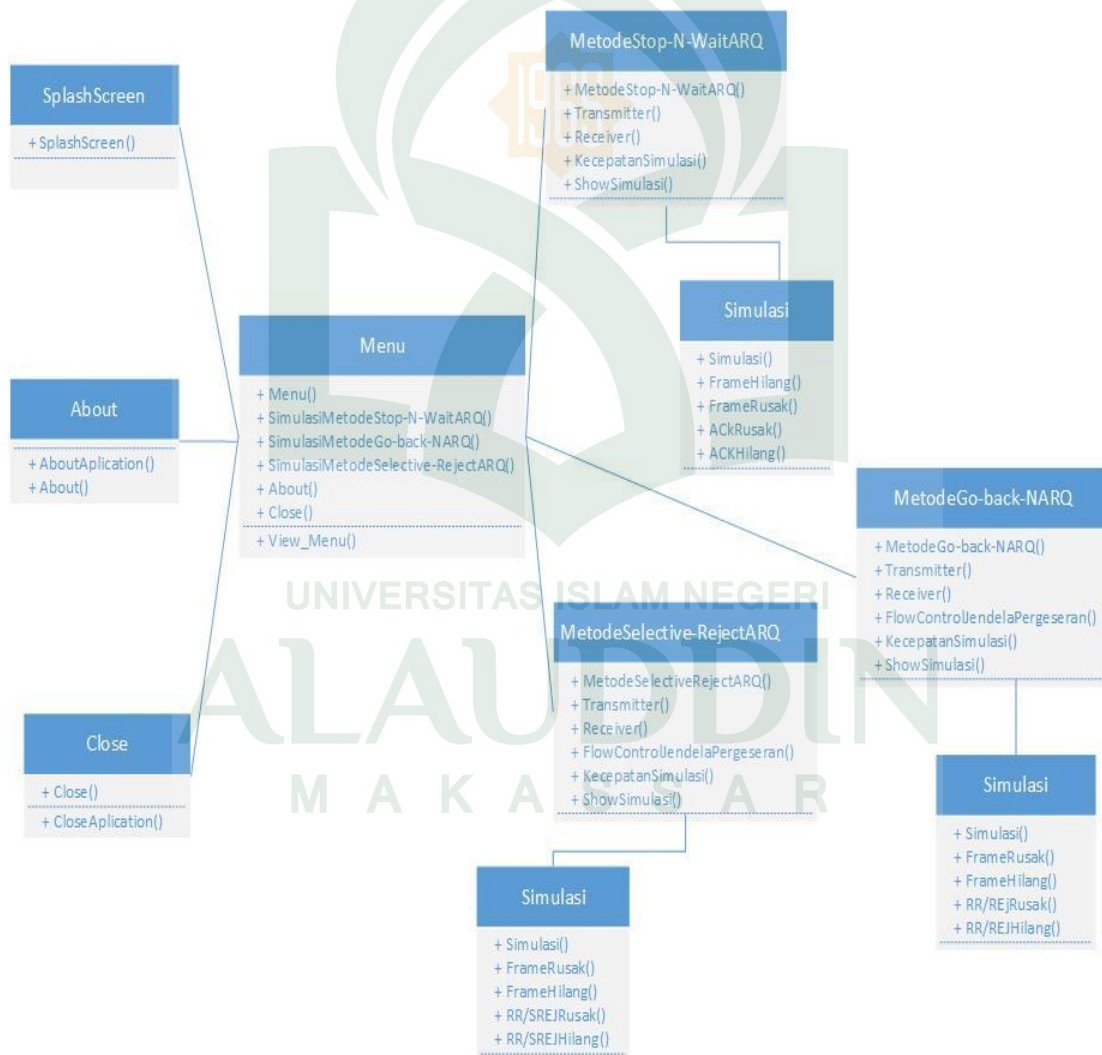 MetodeStop-N-WaitARQ
+ MetodeStop-N-WaitARQ()
+ Transmitter()
+ Receiver()
+ KecepatanSimulasi()
+ ShowSimulasi()
SplashScreen
+ SplashScreen()
1965
Simulasi
+ Simulasi()
+ FrameHilang()
+ FrameRusak()
+ ACkRusak()
+ ACKHilang()
Menu
+ Menu()
+ SimulasiMetodeStop-N-WaitARQ()
+ SimulasiMetodeGo-back-NARQ()
+ SimulasiMetodeSelective-RejectARQ()
+ About()
+ Close()
+ View_Menu()
About
+ AboutAplication()
+ About()
MetodeGo-back-NARQ
+ MetodeGo-back-NARQ()
+ Transmitter()
+ Receiver()
+ FlowControlJendelaPergeseran()
+ KecepatanSimulasi()
+ ShowSimulasi()
UNIVERSITAS ISLAM NEGERI
ALAUDDIN
MAKASSAR
MetodeSelective-RejectARQ
+ MetodeSelectiveRejectARQ()
+ Transmitter()
+ Receiver()
+ FlowControlJendelaPergeseran()
+ KecepatanSimulasi()
+ ShowSimulasi()
Close
+ Close()
+ CloseAplication()
Simulasi
+ Simulasi()
+ FrameRusak()
+ FrameHilang()
+ RR/REjRusak()
+ RR/REJHilang()
Simulasi
+ Simulasi()
+ FrameRusak()
+ FrameHilang()
+ RR/SREJRusak()
+ RR/SREJHilang()